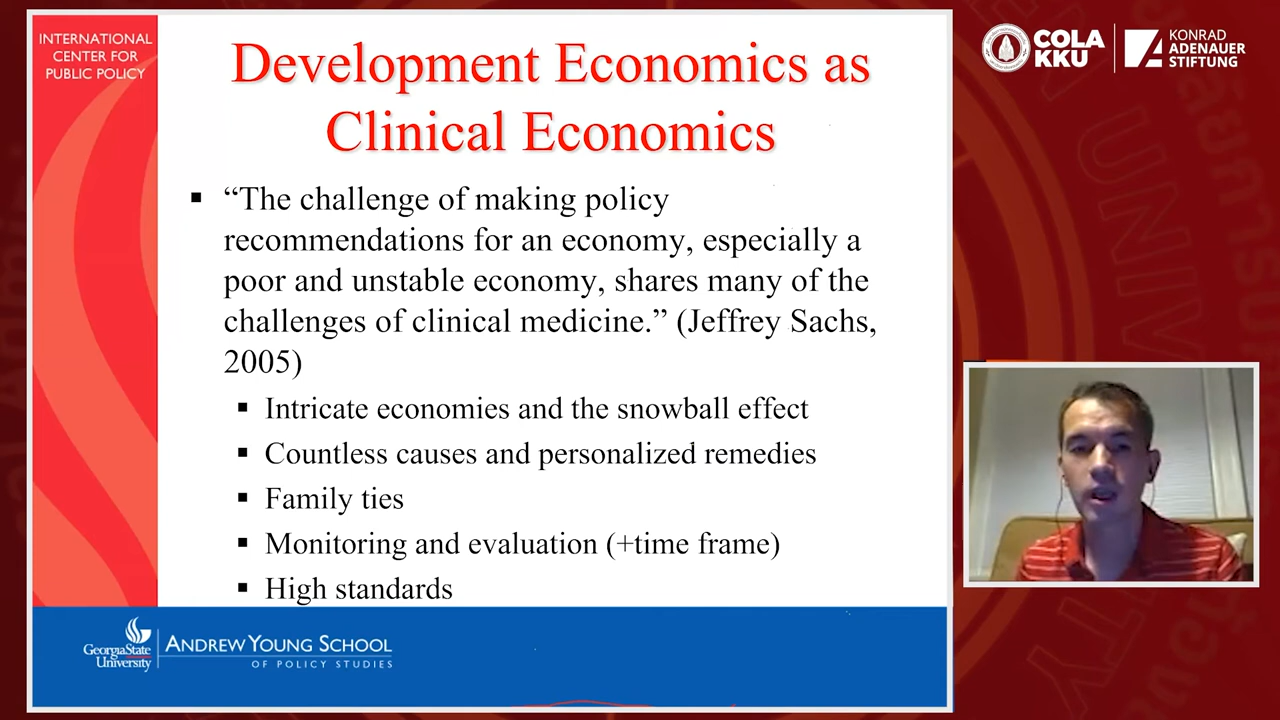 INTERNATIONAL
CENTER FOR
PUBLIC POLICY
Development Economics as
Clinical Economics
▪ “The challenge of making policy
recommendations for an economy, especially a
poor and unstable economy, shares many of the
challenges of clinical medicine.” (Jeffrey Sachs,
2005)
▪ Intricate economies and the snowball effect
▪ Countless causes and personalized remedies
▪ Family ties
▪ Monitoring and evaluation (+time frame)
▪ High standards
GeorgiaState
University
ANDREW YOUNG SCHOOL
OF POLICY STUDIES
COLA
KKU
KONRAD
ADENAUER
STIFTUNG